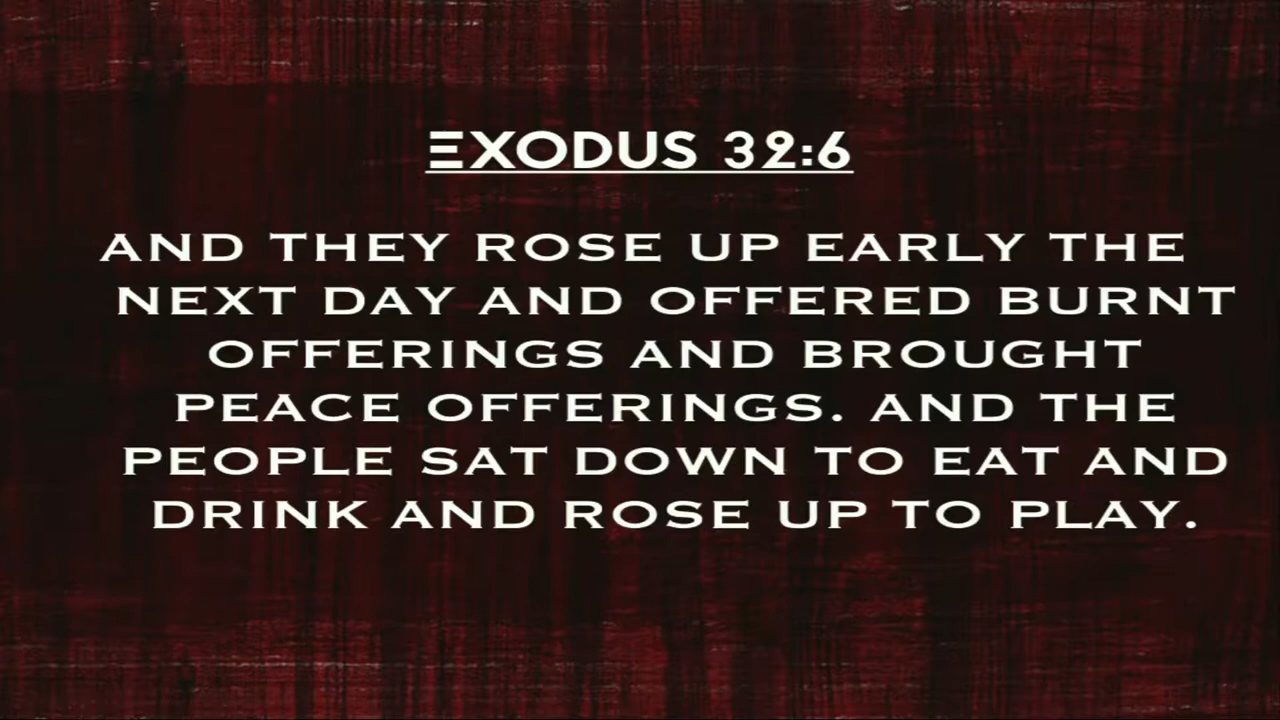 EXODUS 32:6
AND THEY ROSE UP EARLY THE
NEXT DAY AND OFFERED BURNT
OFFERINGS AND BROUGHT
PEACE OFFERINGS. AND THE
PEOPLE SAT DOWN TO EAT AND
DRINK AND ROSE UP TO PLAY.